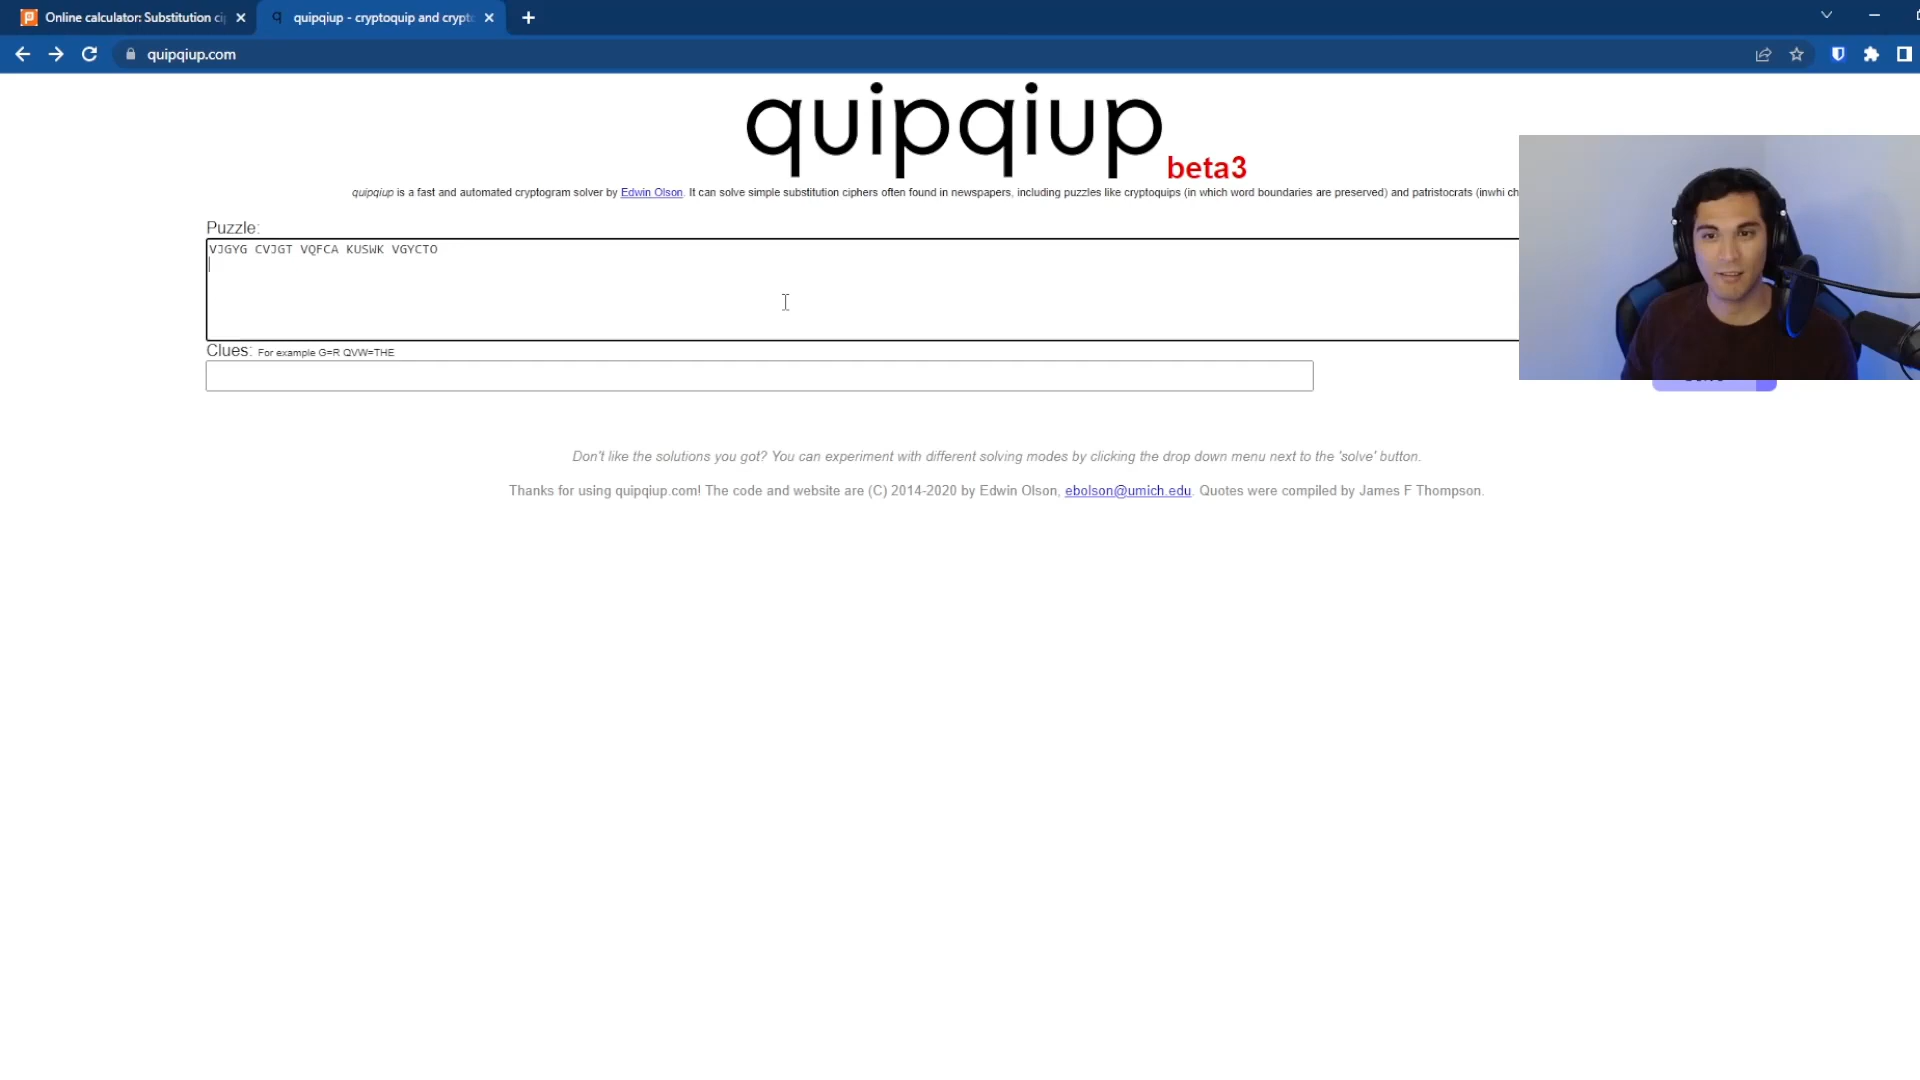 Online calculator: Substitution ci
quipqiup - cryptoquip and crypt
quipqiup.com
quipqiup
beta3
quipqiup is a fast and automated cryptogram solver by Edwin Olson. It can solve simple substitution ciphers often found in newspapers, including puzzles like cryptoquips (in which word boundaries are preserved) and patristocrats (inwhi ch
Puzzle:
VJGYG CVJGT VQFCA KUSWK VGYCTO
Clues: For example G=R QVW=THE
Don't like the solutions you got? You can experiment with different solving modes by clicking the drop down menu next to the 'solve' button.
Thanks for using quipqiup.com! The code and website are (C) 2014-2020 by Edwin Olson, ebolson@umich.edu. Quotes were compiled by James F Thompson.